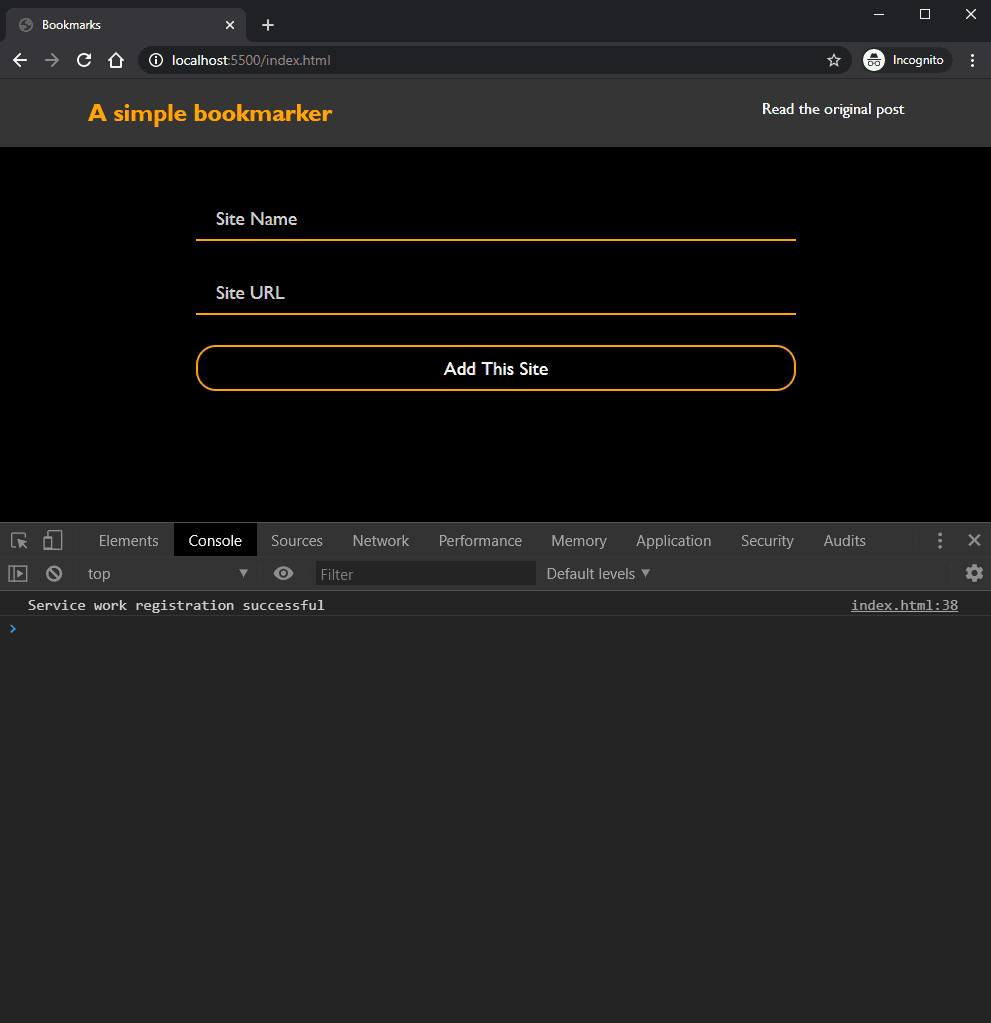 Bookmarks
localhost:5500/index.html
Incognito
A simple bookmarker
Read the original post
Site Name
Site URL
Add This Site
Elements Console Sources Network Performance Memory Application Security Audits
top Filter Default levels
Service work registration successful index.html:38